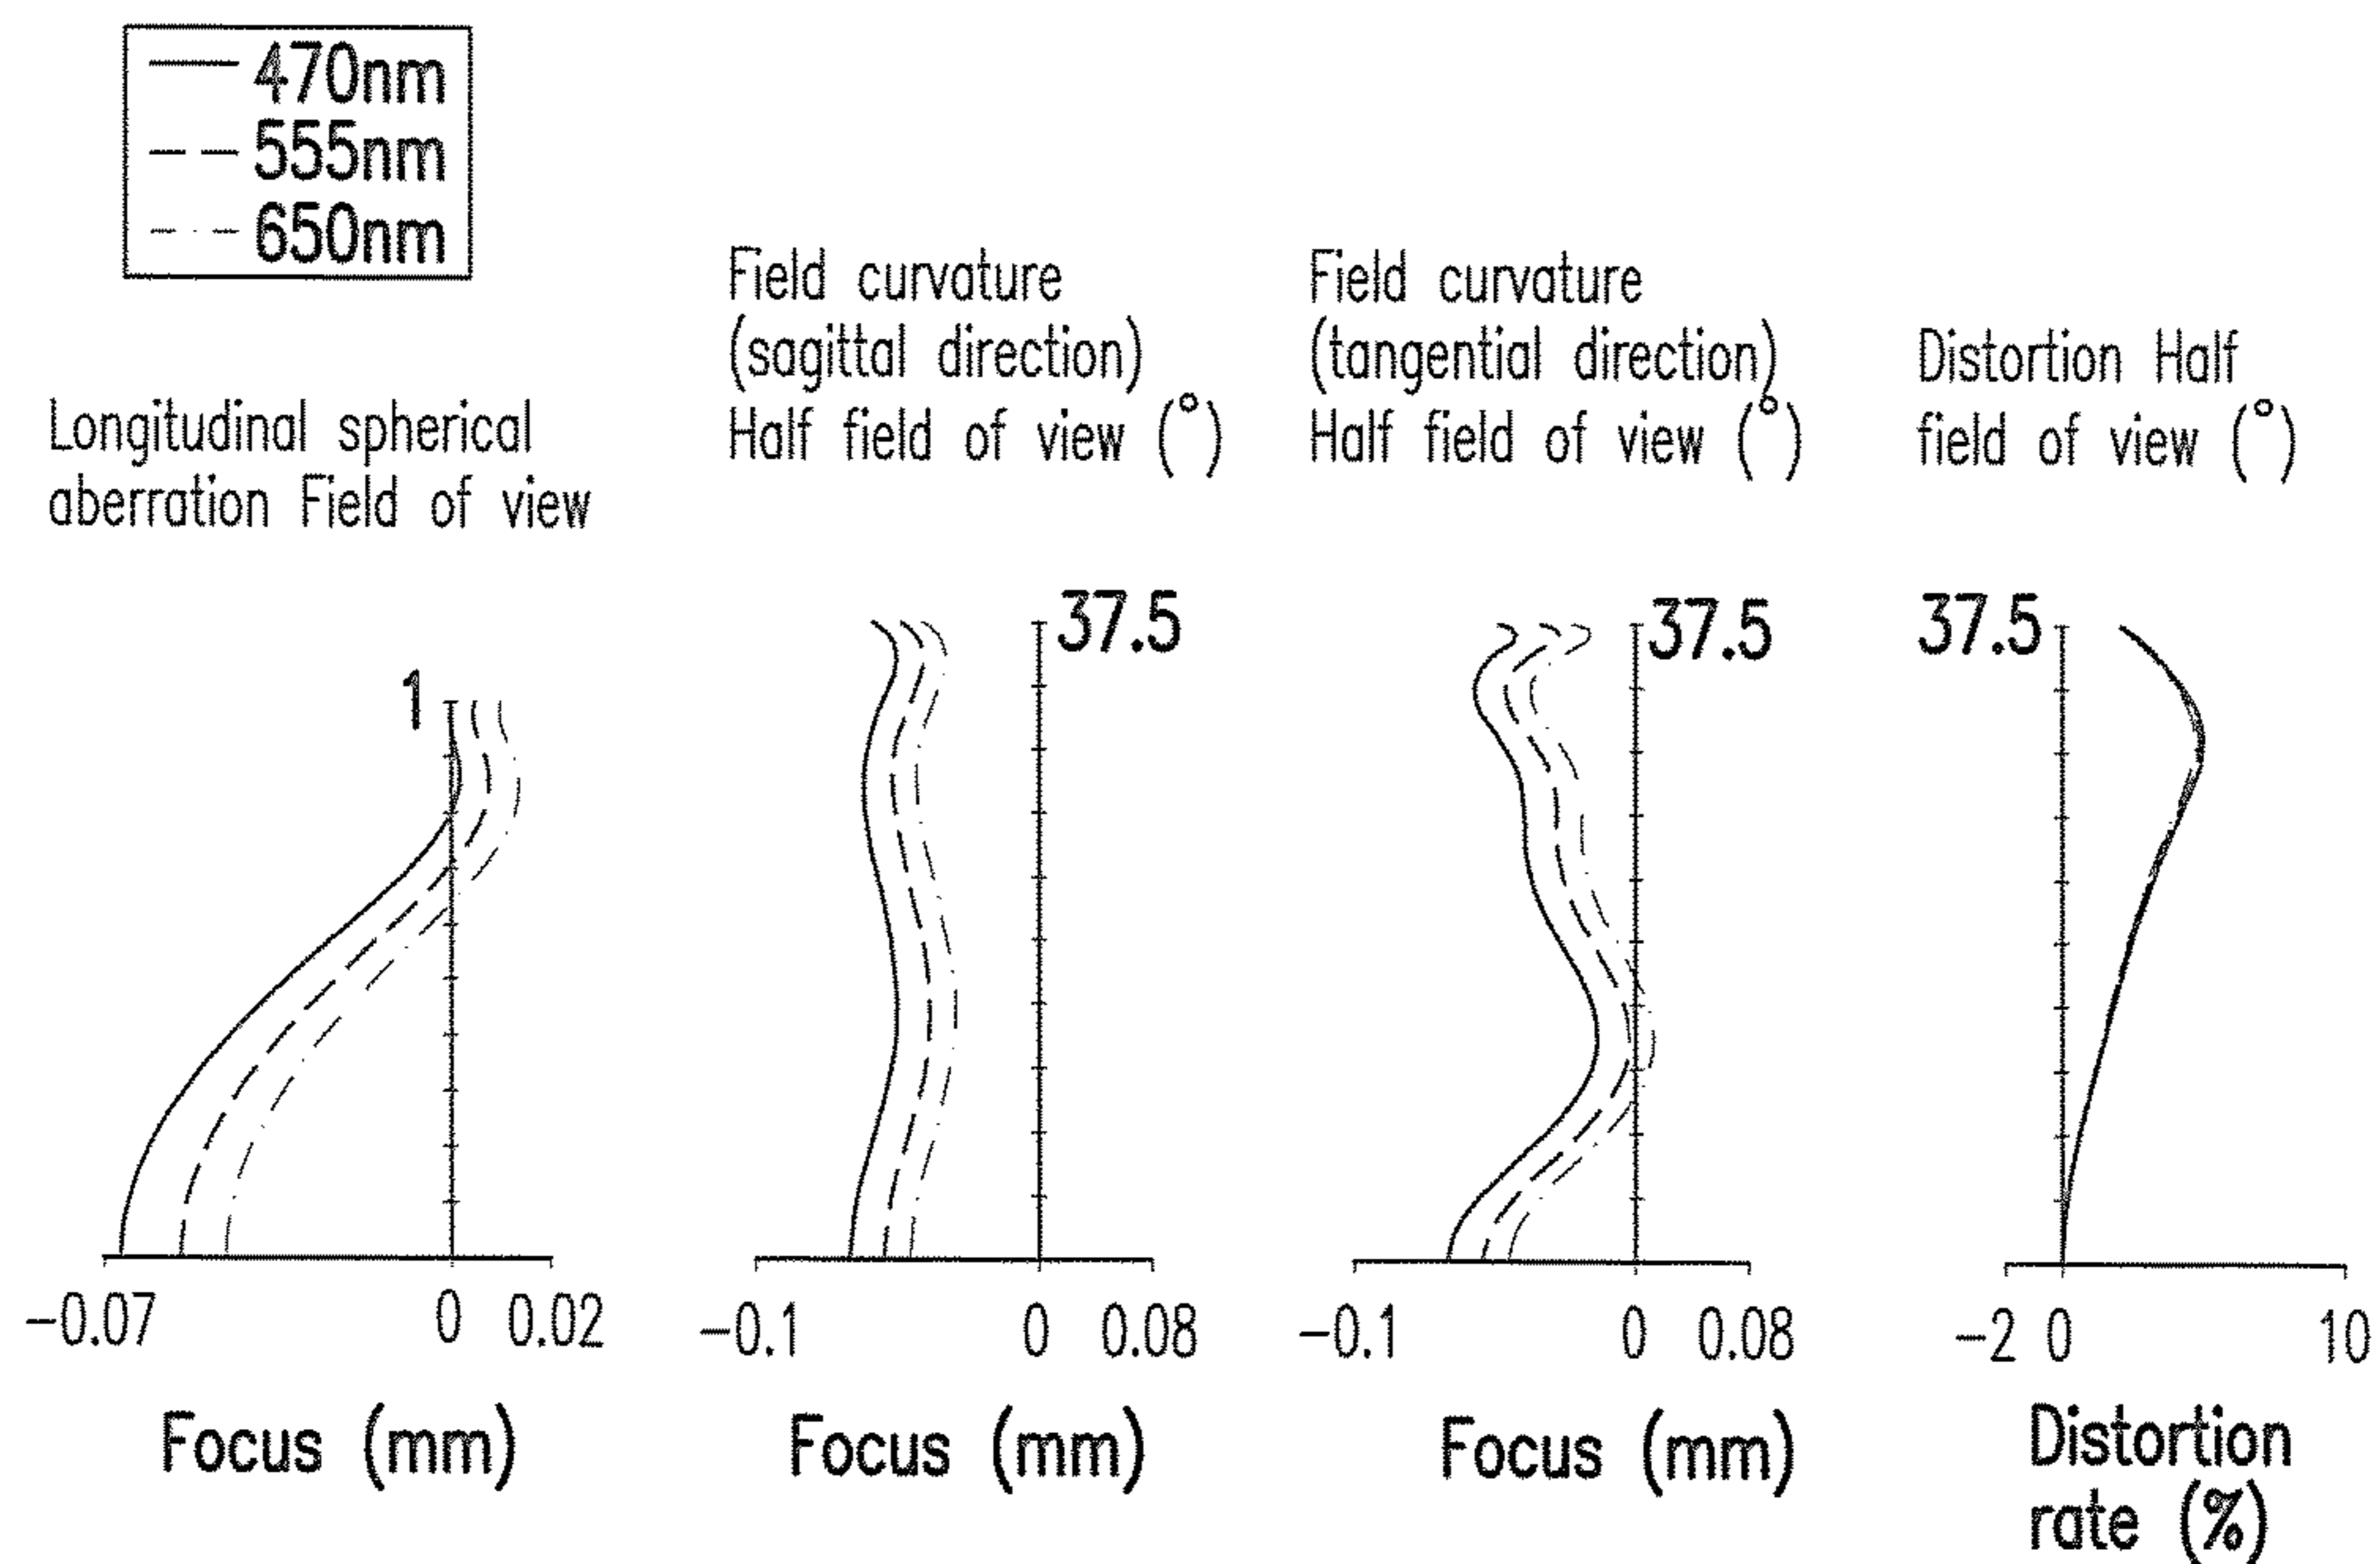 470nm
555nm
650nm
Longitudinal spherical
aberration Field of view
Field curvature
(sagittal direction)
Half field of view (°)
Field curvature
(tangential direction)
Half field of view (°)
Distortion Half
field of view (°)
1
-0.07 0 0.02
Focus (mm)
37.5
-0.1 0 0.08
Focus (mm)
37.5
-0.1 0 0.08
Focus (mm)
37.5
-2 0 10
Distortion
rate (%)